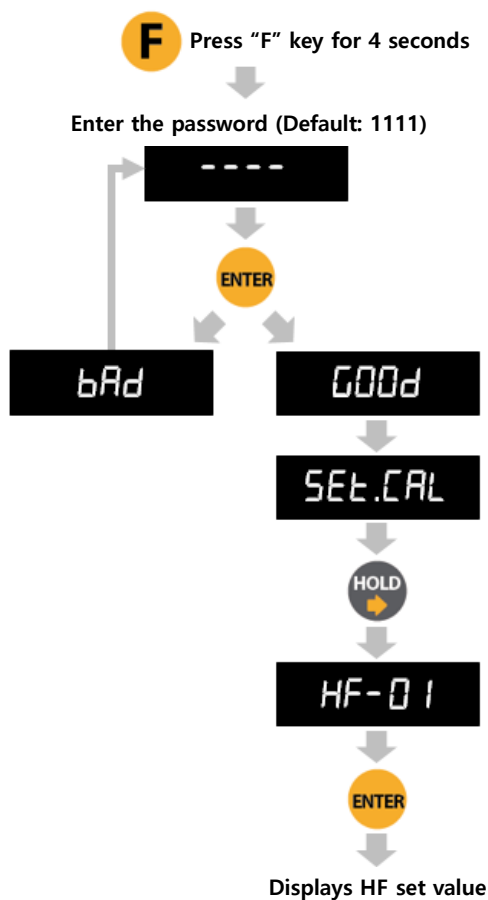 F Press “F” key for 4 seconds
Enter the password (Default: 1111)
----
ENTER
bAd
GOOd
SEt.CAL
HOLD
HF-01
ENTER
Displays HF set value